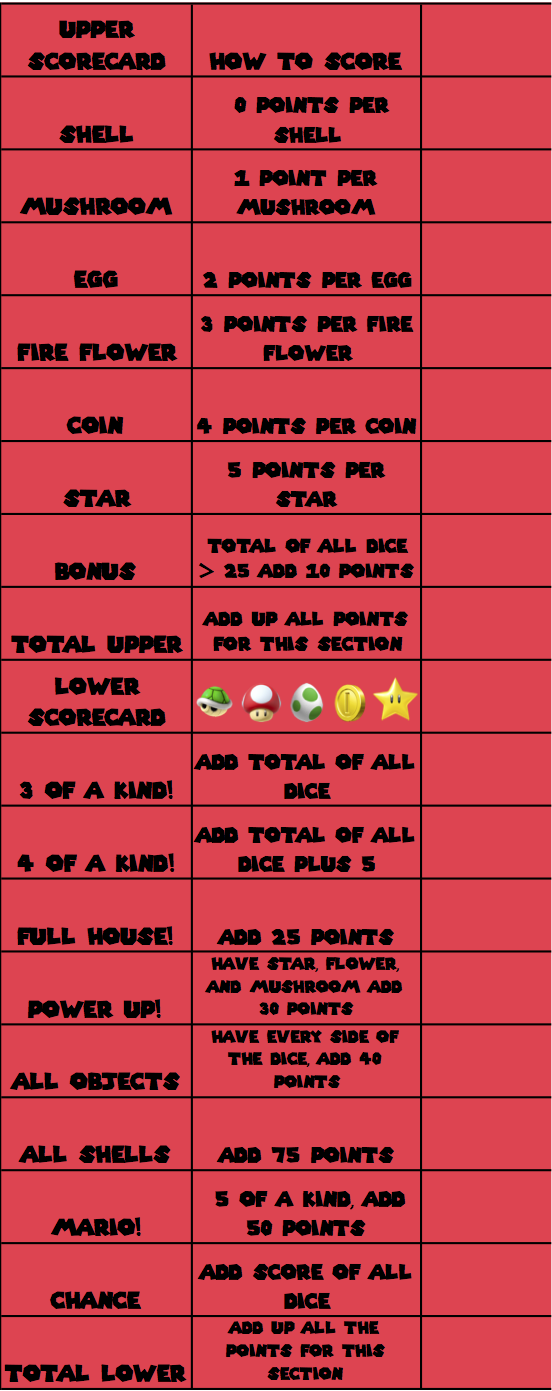 UPPER
SCORECARD
HOW TO SCORE
SHELL
0 POINTS PER
SHELL
MUSHROOM
1 POINT PER
MUSHROOM
EGG
2 POINTS PER EGG
FIRE FLOWER
3 POINTS PER FIRE
FLOWER
COIN
4 POINTS PER COIN
STAR
5 POINTS PER
STAR
BONUS
TOTAL OF ALL DICE
> 25 ADD 10 POINTS
TOTAL UPPER
ADD UP ALL POINTS
FOR THIS SECTION
LOWER
SCORECARD
3 OF A KIND!
ADD TOTAL OF ALL
DICE
4 OF A KIND!
ADD TOTAL OF ALL
DICE PLUS 5
FULL HOUSE!
ADD 25 POINTS
POWER UP!
HAVE STAR, FLOWER,
AND MUSHROOM ADD
30 POINTS
ALL OBJECTS
HAVE EVERY SIDE OF
THE DICE, ADD 40
POINTS
ALL SHELLS
ADD 75 POINTS
MARIO!
5 OF A KIND, ADD
50 POINTS
CHANCE
ADD SCORE OF ALL
DICE
TOTAL LOWER
ADD UP ALL THE
POINTS FOR THIS
SECTION